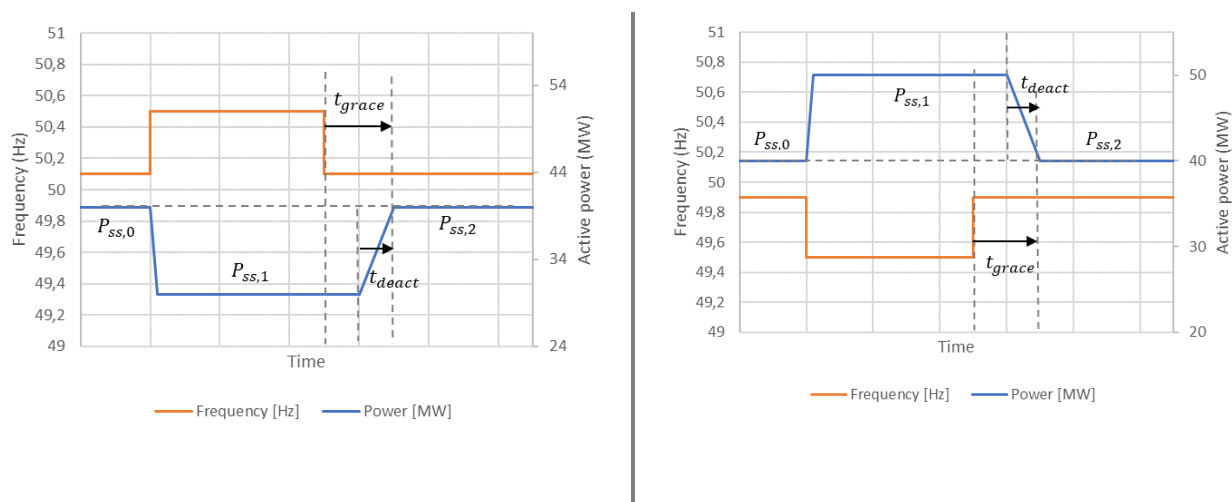 51
50,8
50,6
50,4
50,2
50
49,8
49,6
49,4
49,2
49
Frequency (Hz)
54
44
34
24
Active power (MW)
t_grace
P_ss,0
P_ss,1
P_ss,2
t_deact
Time
Frequency [Hz]
Power [MW]
51
50,8
50,6
50,4
50,2
50
49,8
49,6
49,4
49,2
49
Frequency (Hz)
50
40
30
20
Active power (MW)
P_ss,1
t_deact
P_ss,0
P_ss,2
t_grace
Time
Frequency [Hz]
Power [MW]